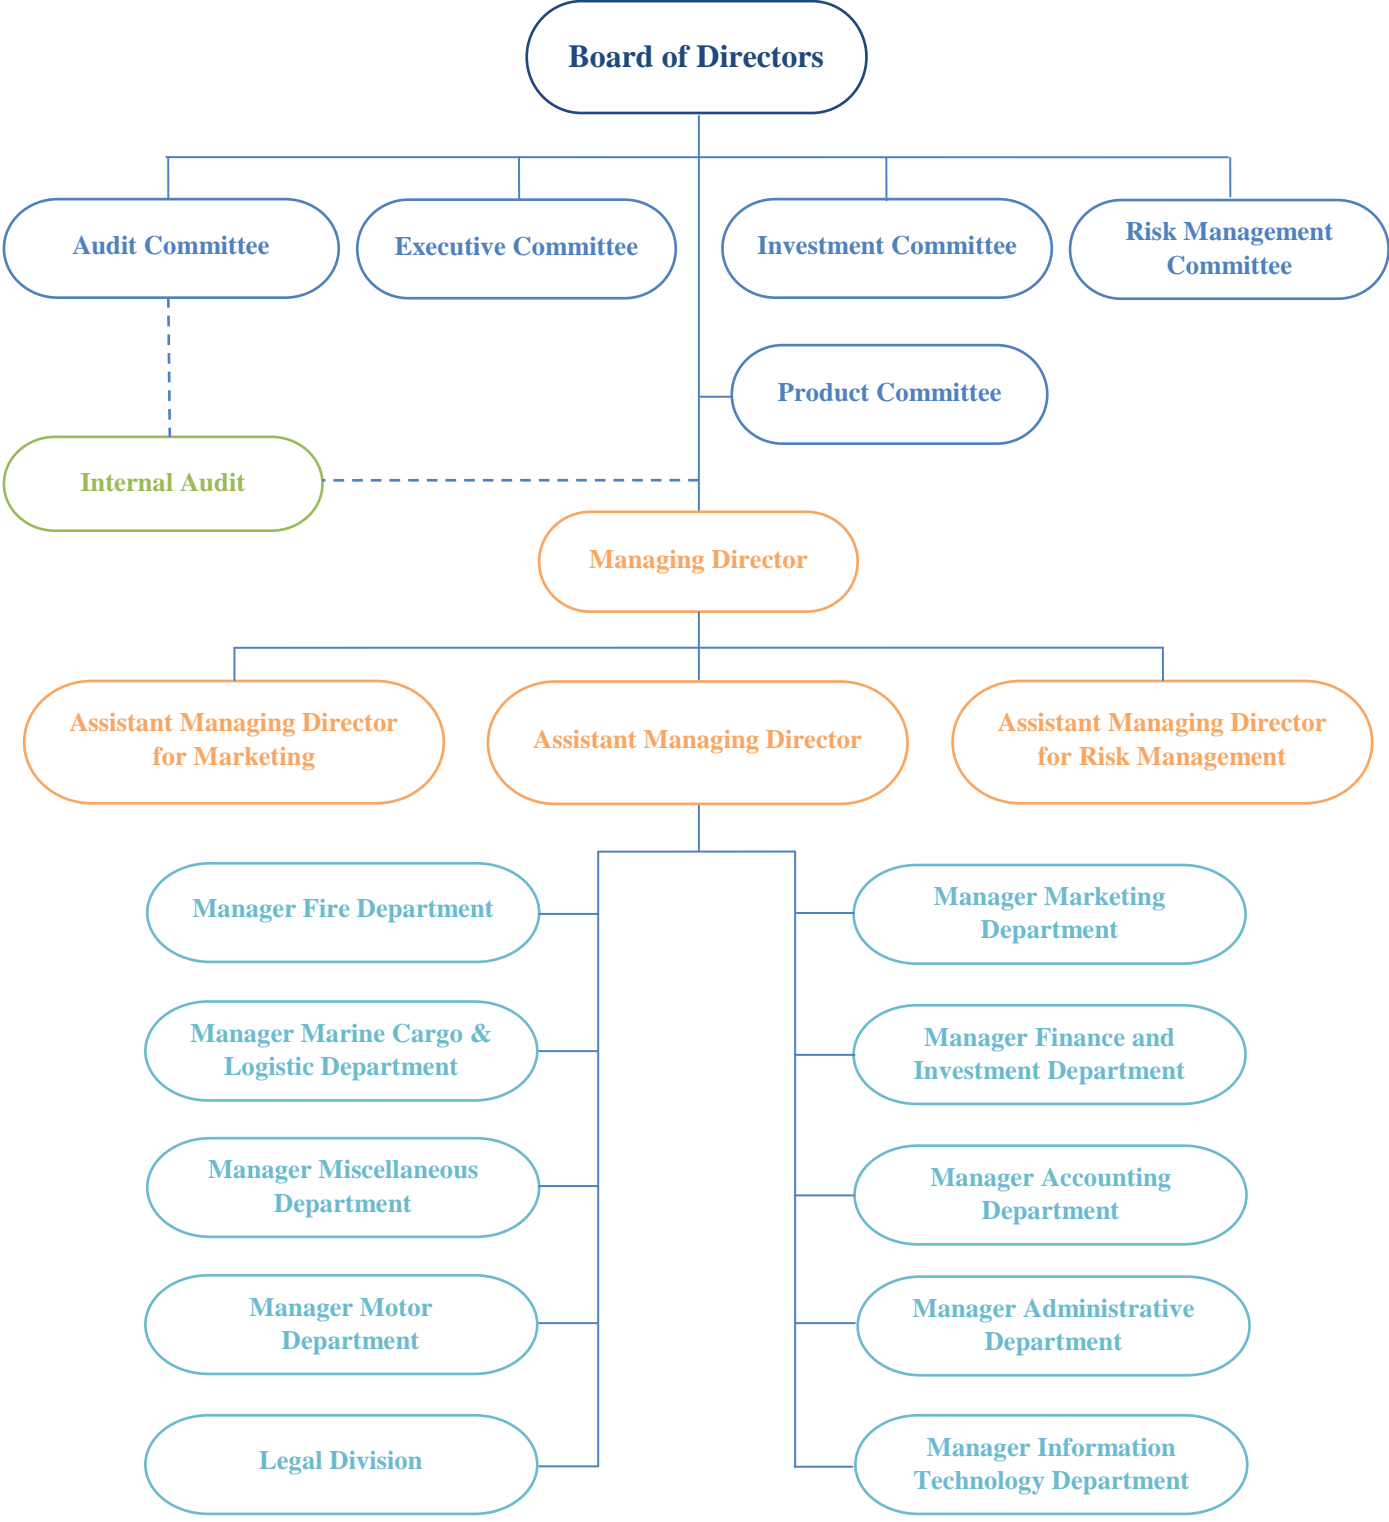 Board of Directors
Audit Committee
Executive Committee
Investment Committee
Risk Management
Committee
Product Committee
Internal Audit
Managing Director
Assistant Managing Director
for Marketing
Assistant Managing Director
Assistant Managing Director
for Risk Management
Manager Fire Department
Manager Marketing
Department
Manager Marine Cargo &
Logistic Department
Manager Finance and
Investment Department
Manager Miscellaneous
Department
Manager Accounting
Department
Manager Motor
Department
Manager Administrative
Department
Legal Division
Manager Information
Technology Department